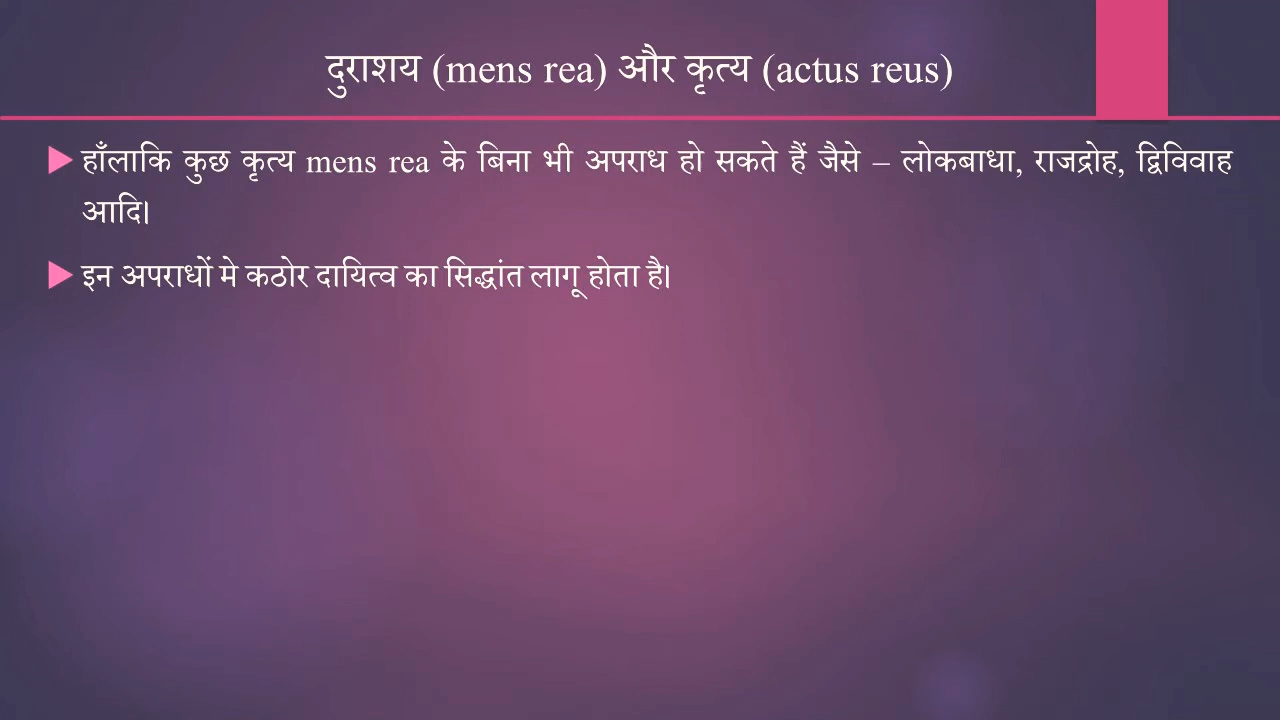 दुराशय (mens rea) और कृत्य (actus reus)
हाँलाकि कुछ कृत्य mens rea के बिना भी अपराध हो सकते हैं जैसे – लोकबाधा, राजद्रोह, द्विविवाह
आदि।
इन अपराधों मे कठोर दायित्व का सिद्धांत लागू होता है।